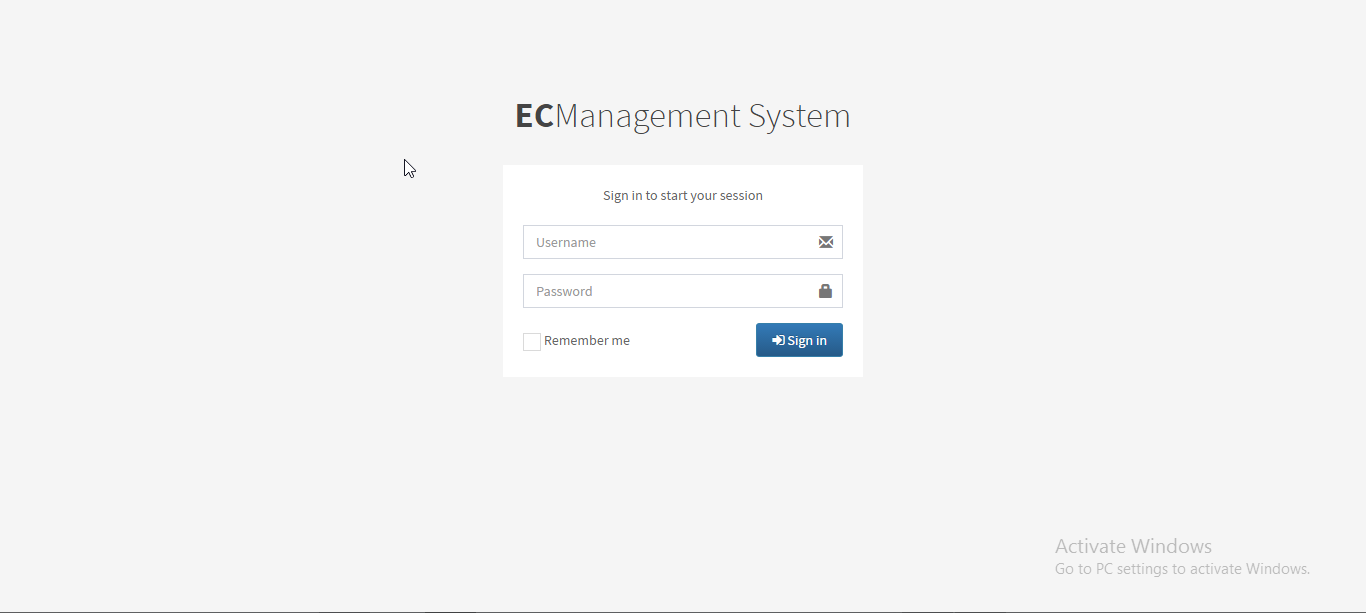 ECManagement System
Sign in to start your session
Username
Password
Remember me
Sign in
Activate Windows
Go to PC settings to activate Windows.